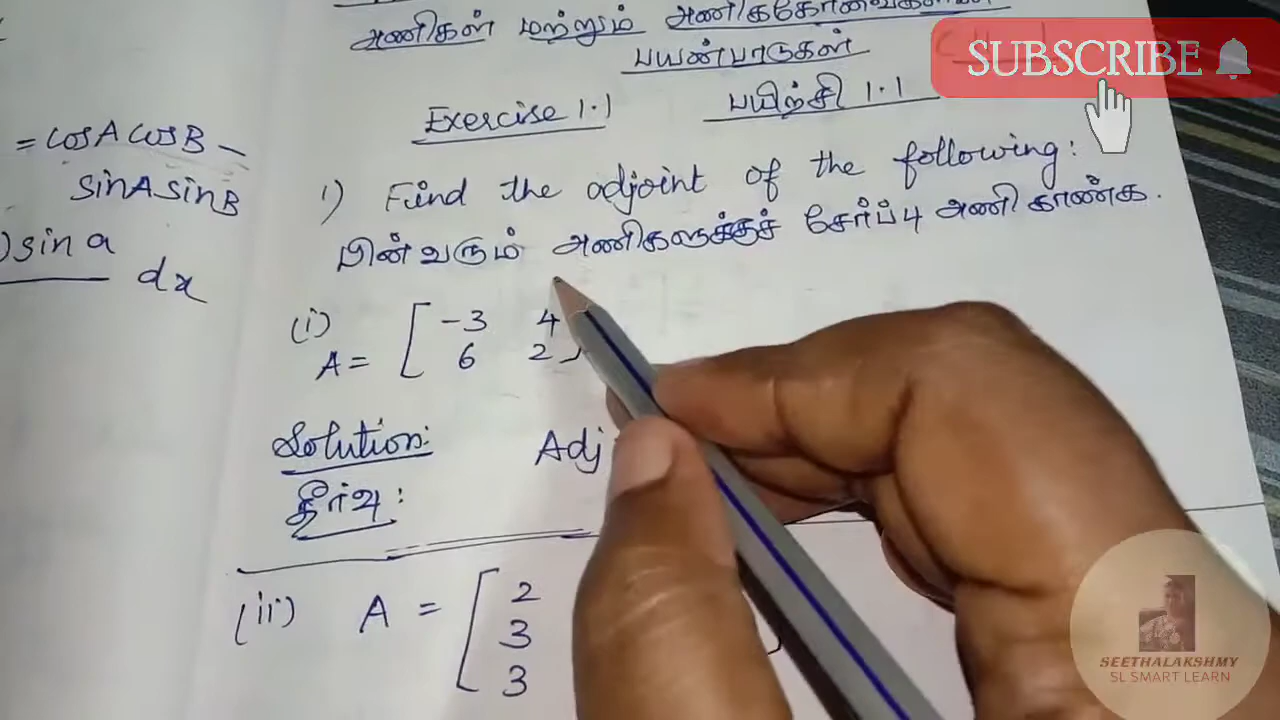 அணிகள் மற்றும் அணிக்கோவைகளின்
பயன்பாடுகள்
SUBSCRIBE
Exercise 1.1 பயிற்சி 1.1
= cosA cosB –
sinA sinB
) sin a
dx
1) Find the adjoint of the following:
பின்வரும் அணிகளுக்குச் சேர்ப்பு அணி காண்க.
(i)
A = [ -3 4
6 2 ]
Solution: Adj
தீர்வு:
(ii) A = [ 2
3
3
SEETHALAKSHMY
SL SMART LEARN